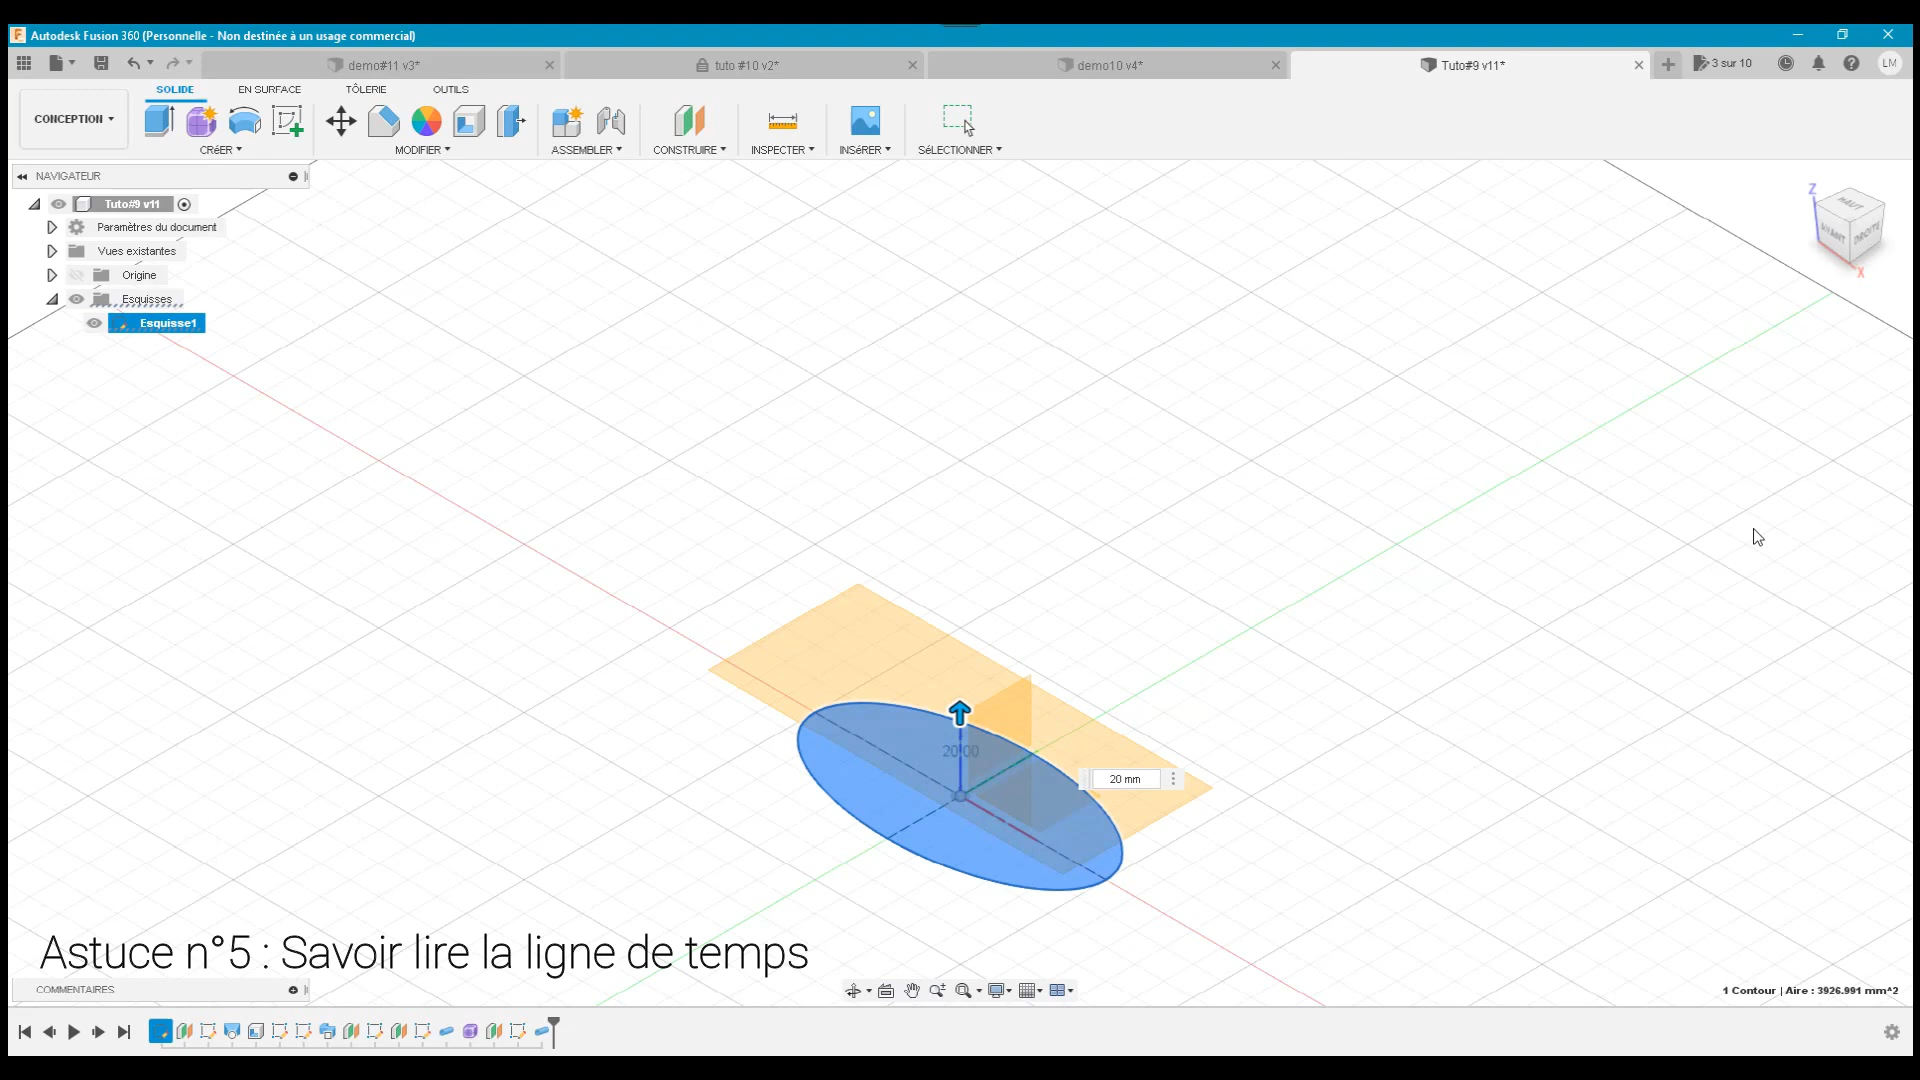 Autodesk Fusion 360 (Personnelle - Non destinée à un usage commercial)
demo#11 v3*
tuto #10 v2*
demo10 v4*
Tuto#9 v11*
3 sur 10
LM
SOLIDE
EN SURFACE
TÔLERIE
OUTILS
CONCEPTION
CRéER
MODIFIER
ASSEMBLER
CONSTRUIRE
INSPECTER
INSéRER
SéLECTIONNER
NAVIGATEUR
Tuto#9 v11
Paramètres du document
Vues existantes
Origine
Esquisses
Esquisse1
Z
HAUT
AVANT
DROITE
X
20.00
20 mm
Astuce n°5 : Savoir lire la ligne de temps
COMMENTAIRES
1 Contour | Aire : 3926.991 mm^2